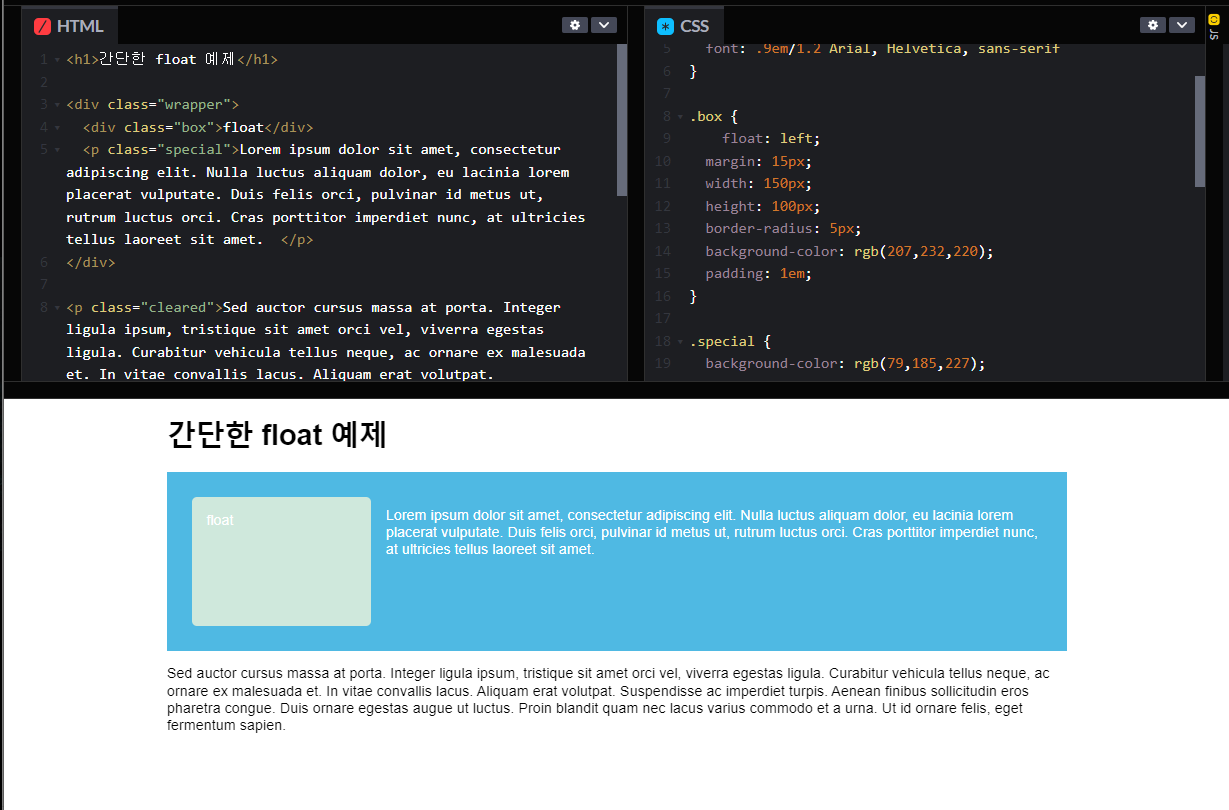 HTML
1 <h1>간단한 float 예제</h1>
2
3 <div class="wrapper">
4 <div class="box">float</div>
5 <p class="special">Lorem ipsum dolor sit amet, consectetur
adipiscing elit. Nulla luctus aliquam dolor, eu lacinia lorem
placerat vulputate. Duis felis orci, pulvinar id metus ut,
rutrum luctus orci. Cras porttitor imperdiet nunc, at ultricies
tellus laoreet sit amet.  </p>
6 </div>
7
8 <p class="cleared">Sed auctor cursus massa at porta. Integer
ligula ipsum, tristique sit amet orci vel, viverra egestas
ligula. Curabitur vehicula tellus neque, ac ornare ex malesuada
et. In vitae convallis lacus. Aliquam erat volutpat.
CSS
5 font: .9em/1.2 Arial, Helvetica, sans-serif
6 }
7
8 .box {
9 float: left;
10 margin: 15px;
11 width: 150px;
12 height: 100px;
13 border-radius: 5px;
14 background-color: rgb(207,232,220);
15 padding: 1em;
16 }
17
18 .special {
19 background-color: rgb(79,185,227);
JS
간단한 float 예제
float
Lorem ipsum dolor sit amet, consectetur adipiscing elit. Nulla luctus aliquam dolor, eu lacinia lorem
placerat vulputate. Duis felis orci, pulvinar id metus ut, rutrum luctus orci. Cras porttitor imperdiet nunc,
at ultricies tellus laoreet sit amet.
Sed auctor cursus massa at porta. Integer ligula ipsum, tristique sit amet orci vel, viverra egestas ligula. Curabitur vehicula tellus neque, ac
ornare ex malesuada et. In vitae convallis lacus. Aliquam erat volutpat. Suspendisse ac imperdiet turpis. Aenean finibus sollicitudin eros
pharetra congue. Duis ornare egestas augue ut luctus. Proin blandit quam nec lacus varius commodo et a urna. Ut id ornare felis, eget
fermentum sapien.